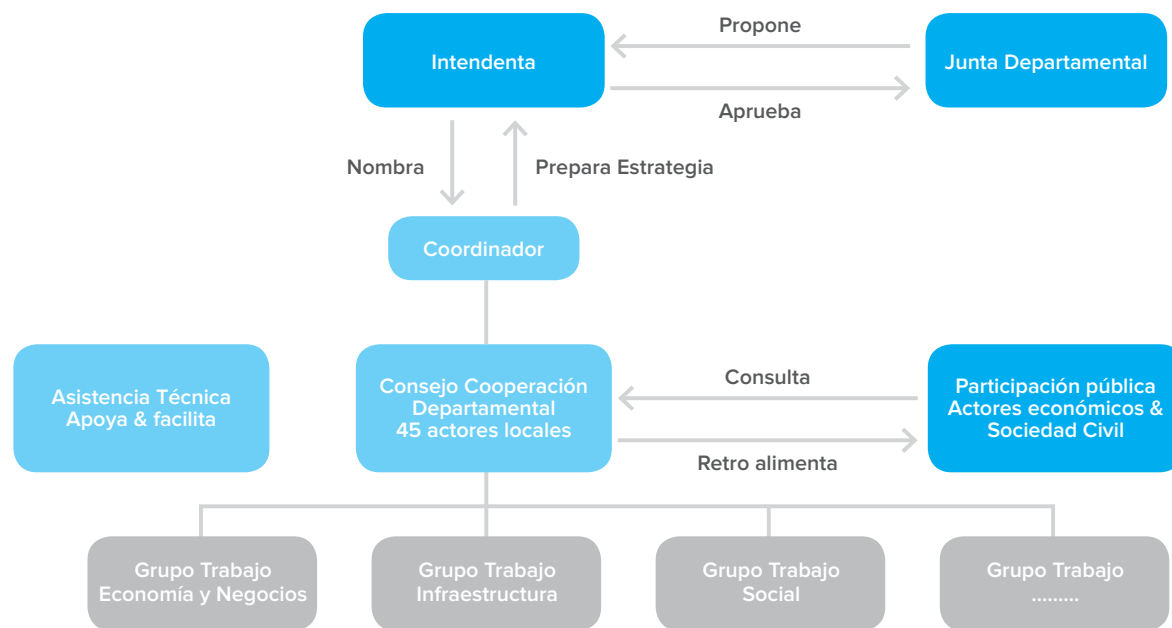 Propone
Intendenta
Junta Departamental
Aprueba
Nombra
Prepara Estrategia
Coordinador
Asistencia Técnica
Apoya & facilita
Consejo Cooperación
Departamental
45 actores locales
Consulta
Retro alimenta
Participación pública
Actores económicos &
Sociedad Civil
Grupo Trabajo
Economía y Negocios
Grupo Trabajo
Infraestructura
Grupo Trabajo
Social
Grupo Trabajo
.........